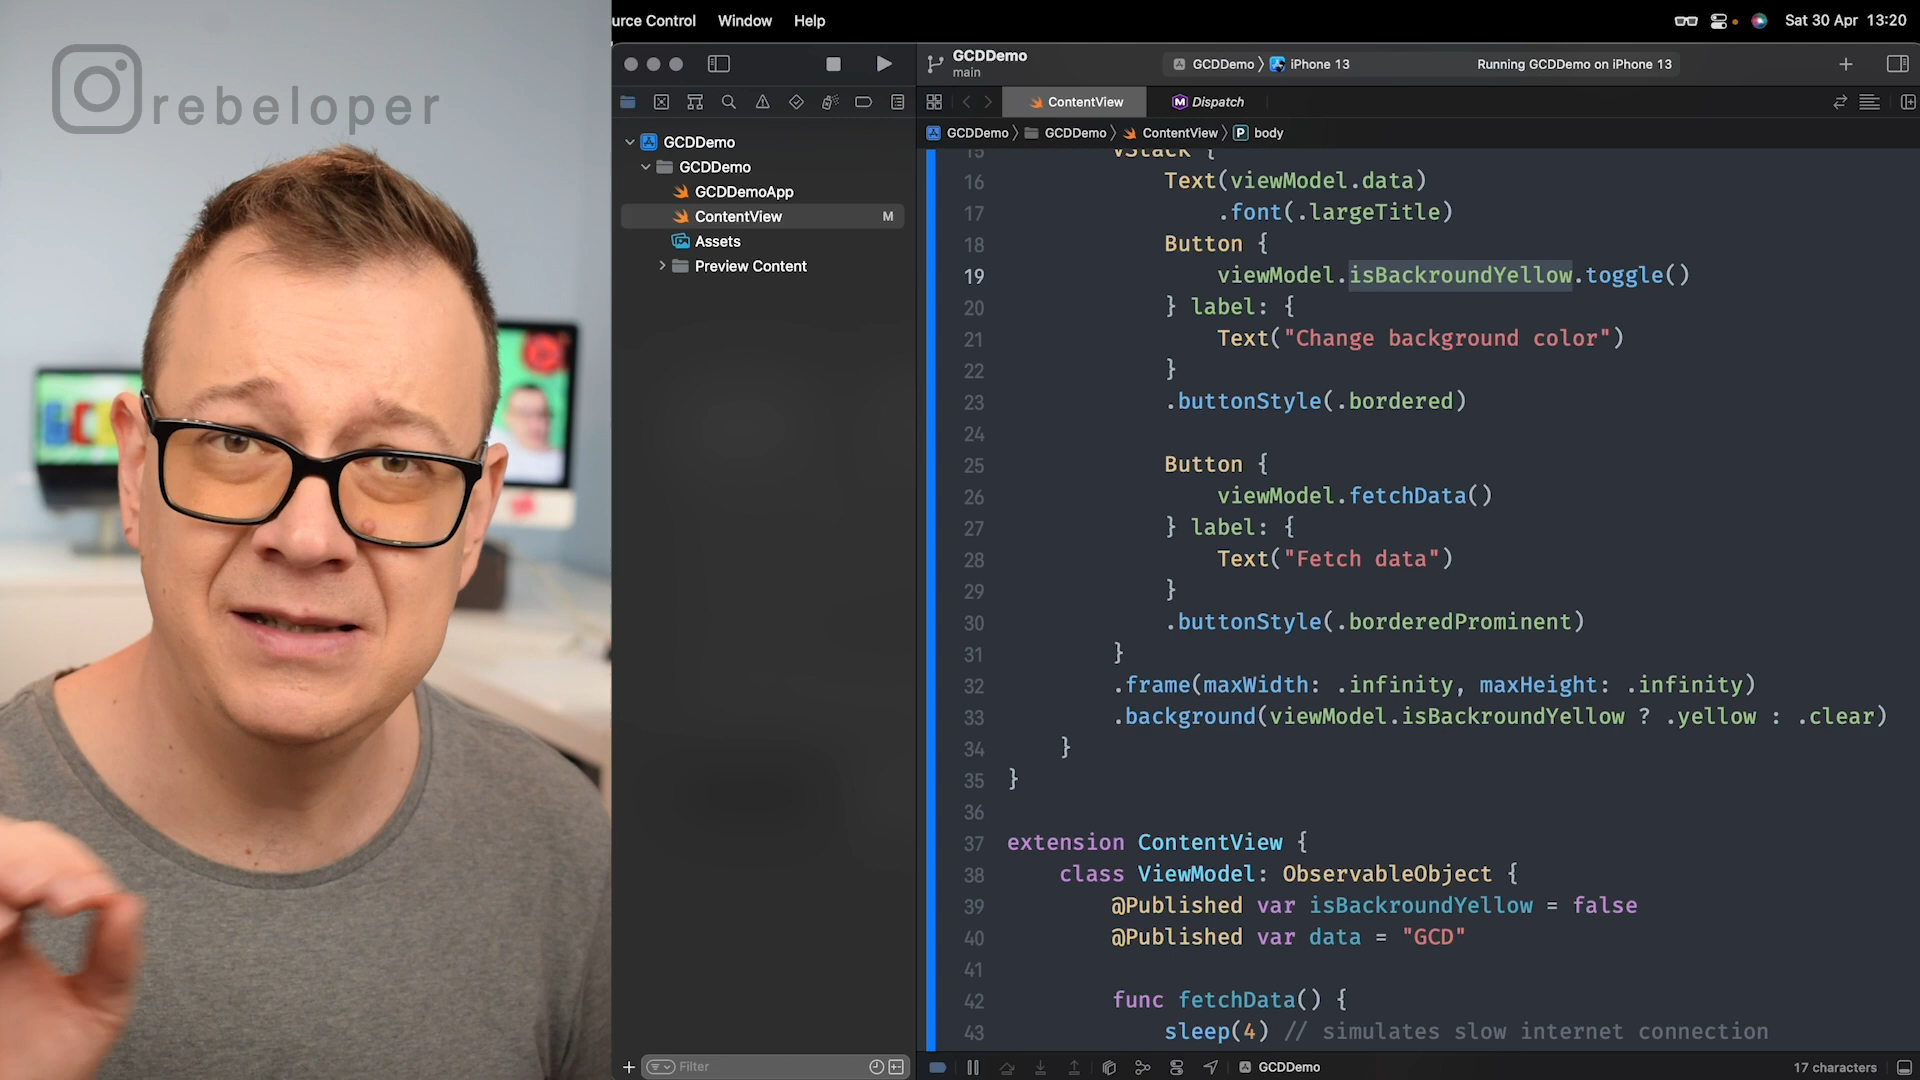 urce Control Window Help
Sat 30 Apr 13:20
rebeloper
GCDDemo
main
GCDDemo iPhone 13
Running GCDDemo on iPhone 13
ContentView
Dispatch
GCDDemo GCDDemo ContentView body
GCDDemo
GCDDemo
GCDDemoApp
ContentView M
Assets
Preview Content
15 VStack {
16 Text(viewModel.data)
17 .font(.largeTitle)
18 Button {
19 viewModel.isBackroundYellow.toggle()
20 } label: {
21 Text("Change background color")
22 }
23 .buttonStyle(.bordered)
24
25 Button {
26 viewModel.fetchData()
27 } label: {
28 Text("Fetch data")
29 }
30 .buttonStyle(.borderedProminent)
31 }
32 .frame(maxWidth: .infinity, maxHeight: .infinity)
33 .background(viewModel.isBackroundYellow ? .yellow : .clear)
34 }
35 }
36
37 extension ContentView {
38 class ViewModel: ObservableObject {
39 @Published var isBackroundYellow = false
40 @Published var data = "GCD"
41
42 func fetchData() {
43 sleep(4) // simulates slow internet connection
Filter
GCDDemo
17 characters